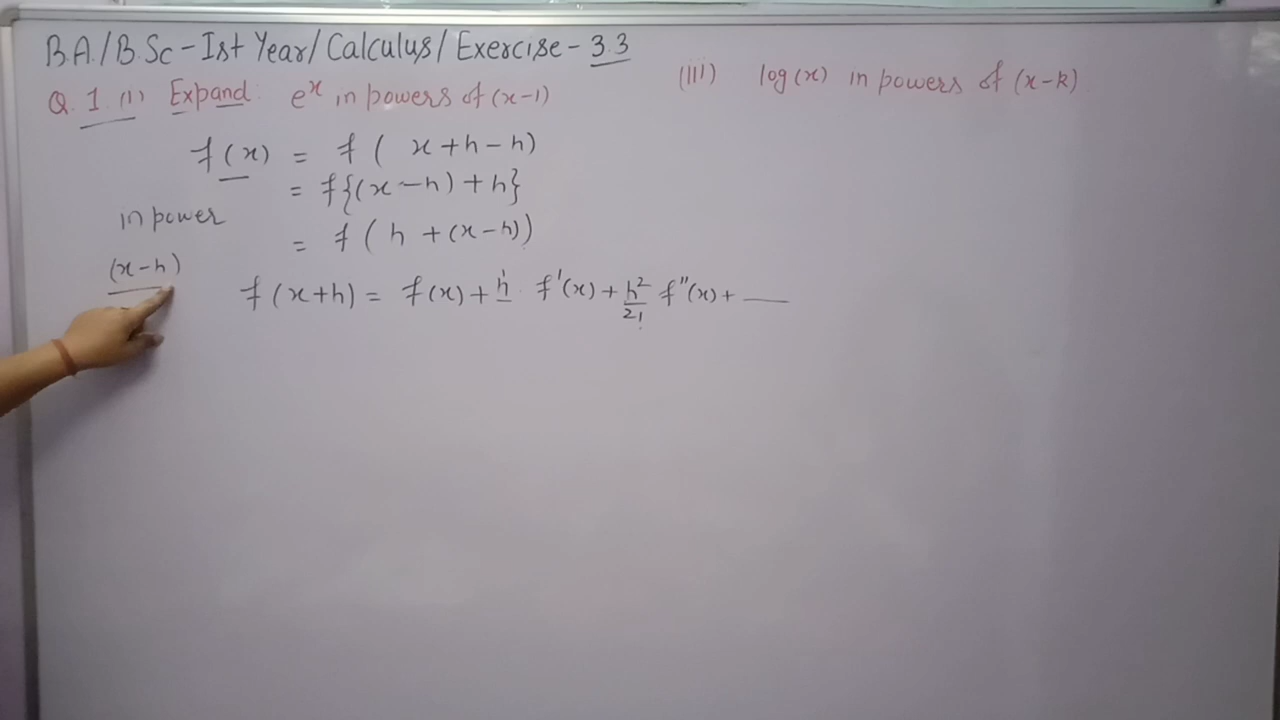 B.A./B.Sc-Ist Year/Calculus/Exercise-3.3
Q.1.(i) Expand: e^x in powers of (x-1)
(iii) log(x) in powers of (x-k)
f(x) = f(x+h-h)
= f{(x-h)+h}
in power
= f(h+(x-h))
(x-h)
f(x+h) = f(x) + h f'(x) + h²/2! f''(x) + —